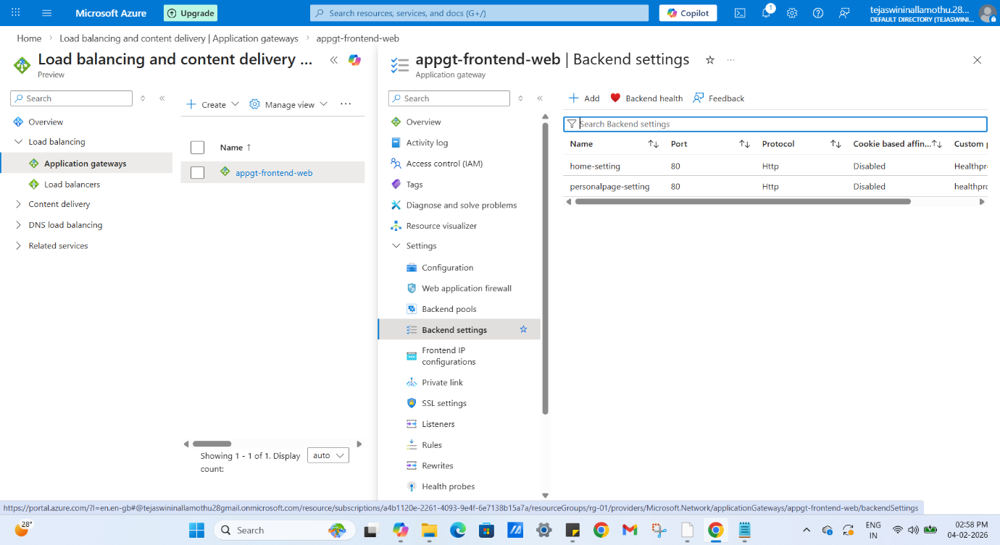 Microsoft Azure
Upgrade
Search resources, services, and docs (G+/)
Copilot
1
tejaswininallamothu.28...
DEFAULT DIRECTORY (TEJASWINI...
Home > Load balancing and content delivery | Application gateways > appgt-frontend-web
Load balancing and content delivery ...
Preview
Search
Overview
Load balancing
Application gateways
Load balancers
Content delivery
DNS load balancing
Related services
Create
Manage view
...
Name ↑
appgt-frontend-web
Showing 1 - 1 of 1. Display
count:
auto
appgt-frontend-web | Backend settings
...
Application gateway
Search
Overview
Activity log
Access control (IAM)
Tags
Diagnose and solve problems
Resource visualizer
Settings
Configuration
Web application firewall
Backend pools
Backend settings
Frontend IP
configurations
Private link
SSL settings
Listeners
Rules
Rewrites
Health probes
Add
Backend health
Feedback
Search Backend settings
Name Port Protocol Cookie based affin... Custom p
home-setting 80 Http Disabled Healthpro
personalpage-setting 80 Http Disabled healthpro
https://portal.azure.com/?l=en.en-gb#@tejaswininallamothu28gmail.onmicrosoft.com/resource/subscriptions/a4b1120e-2261-4093-9e4f-6e7138b15a7a/resourceGroups/rg-01/providers/Microsoft.Network/applicationGateways/appgt-frontend-web/backendSettings
28°
Search
ENG
IN
02:58 PM
04-02-2026